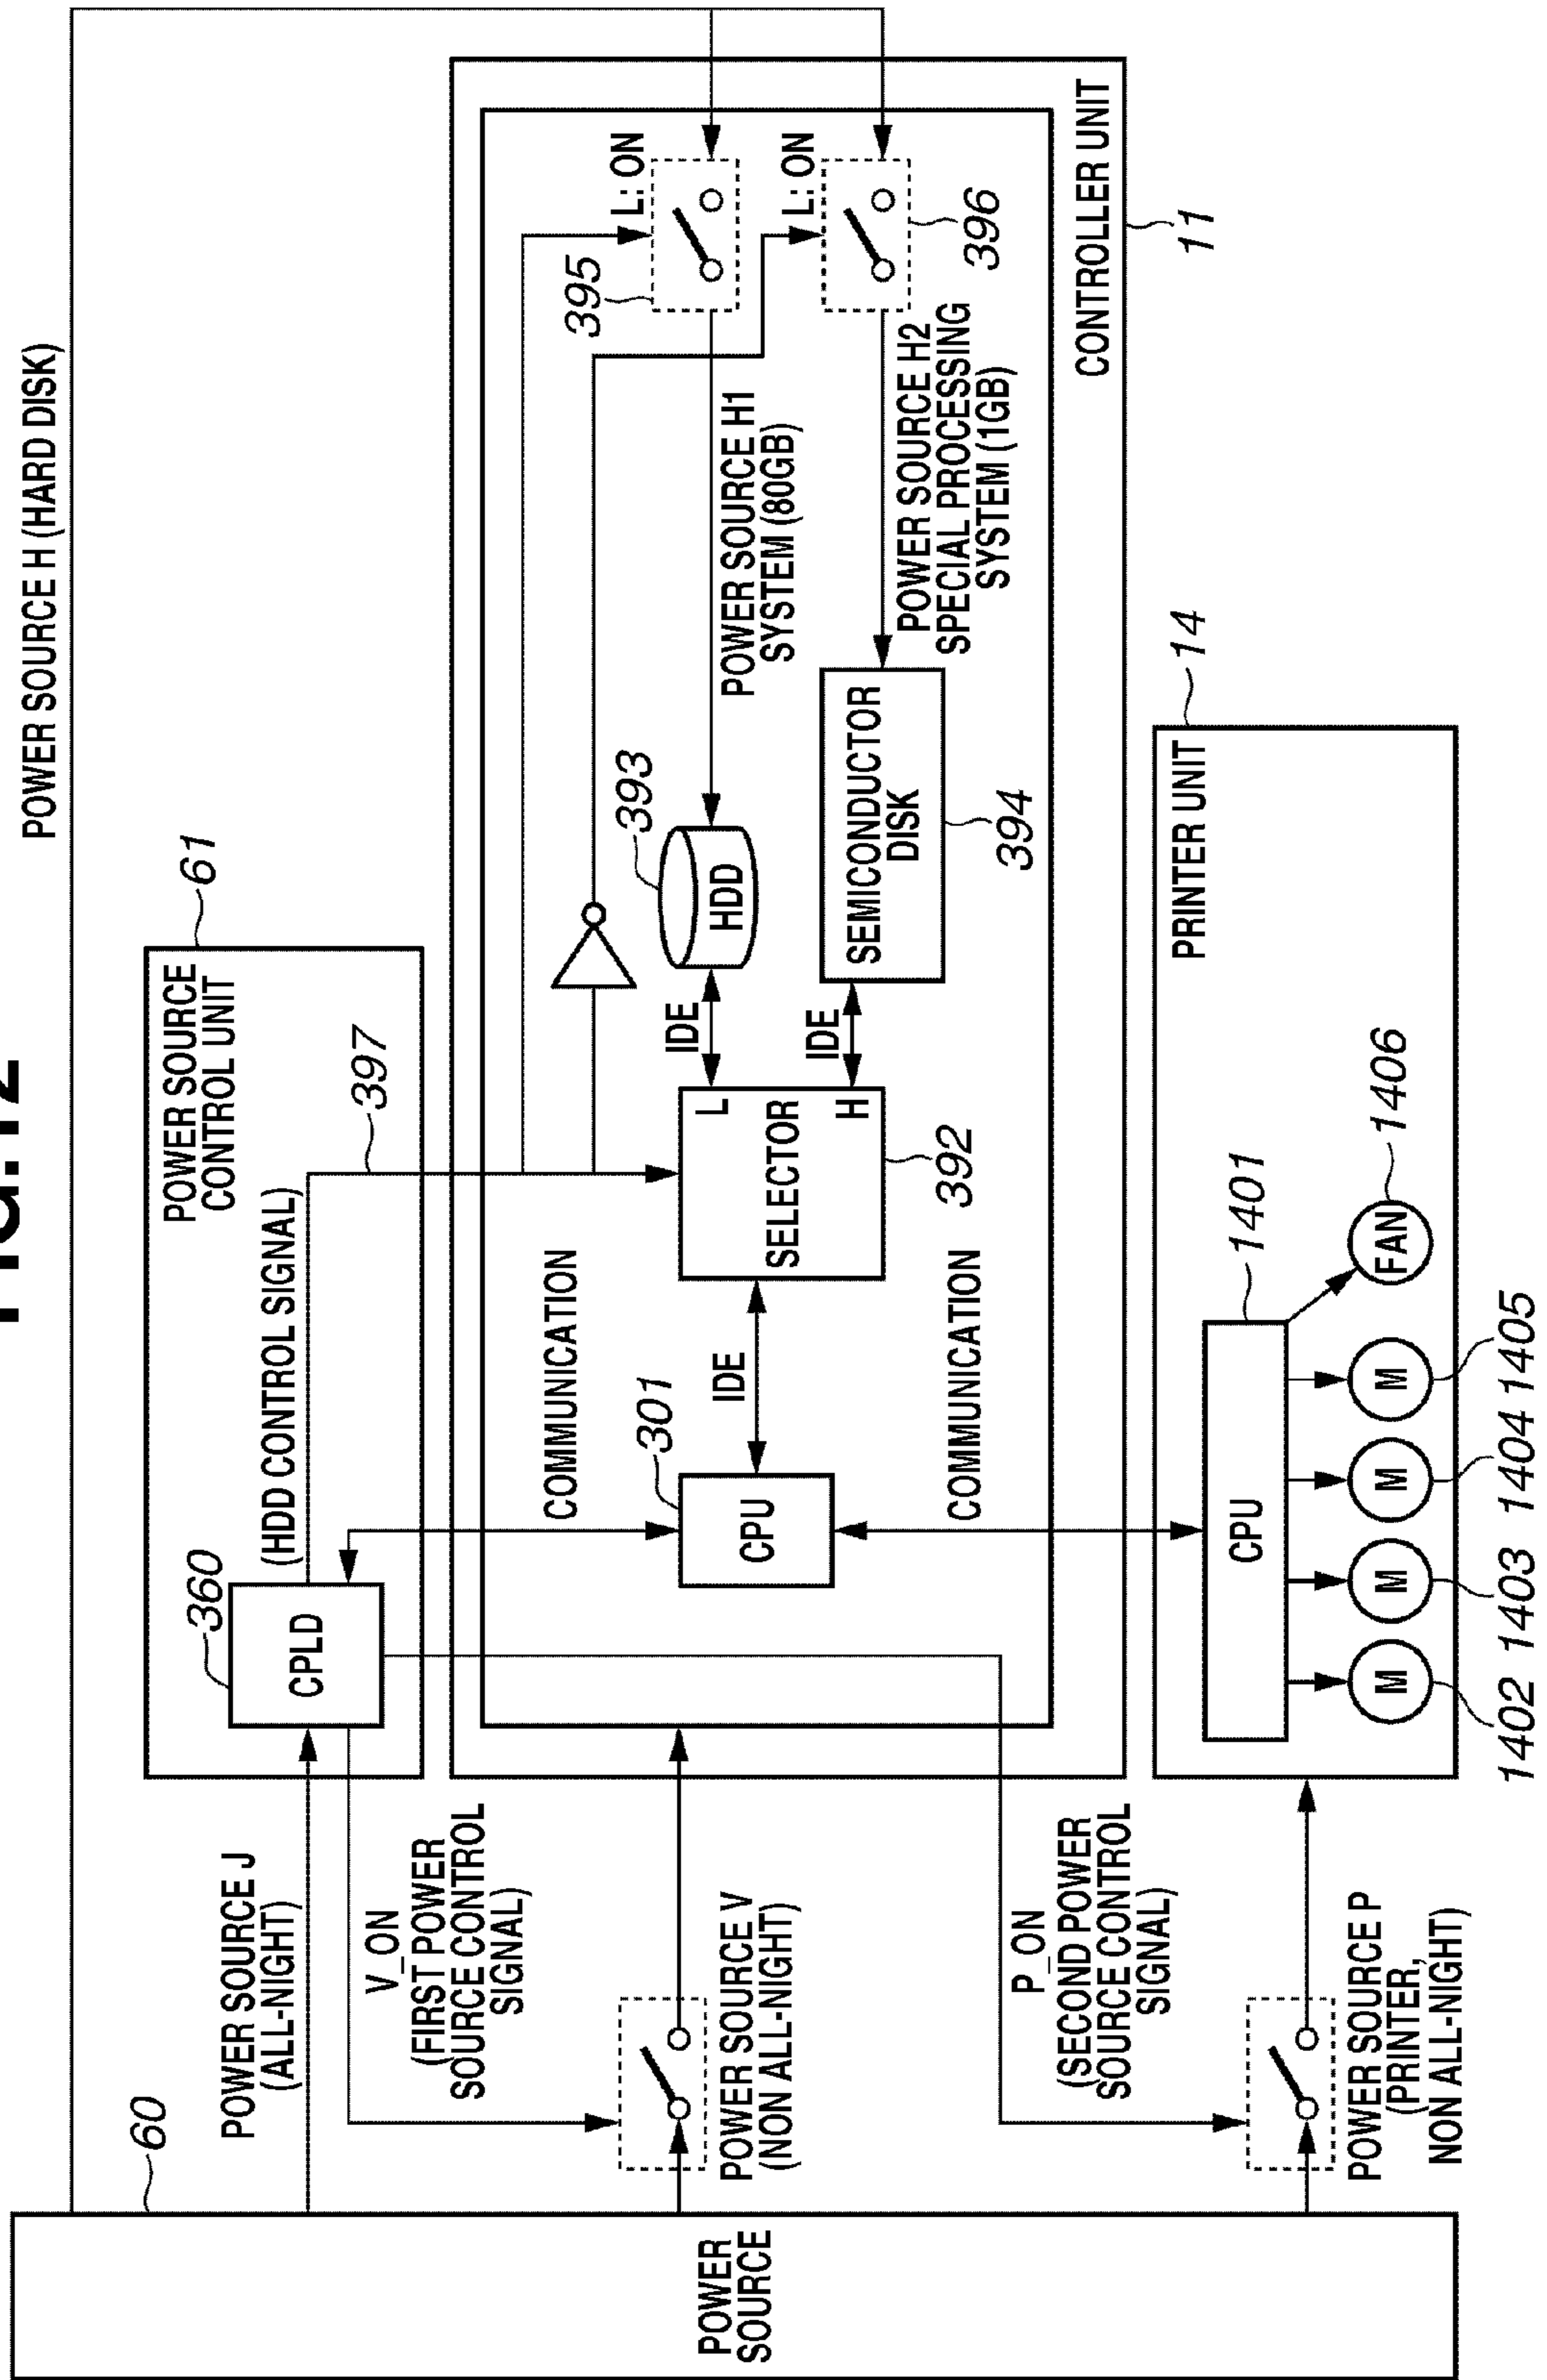 POWER SOURCE H (HARD DISK)
60
POWER
SOURCE
POWER SOURCE J
(ALL-NIGHT)
V_ON
(FIRST POWER
SOURCE CONTROL
SIGNAL)
POWER SOURCE V
(NON ALL-NIGHT)
P_ON
(SECOND POWER
SOURCE CONTROL
SIGNAL)
POWER SOURCE P
(PRINTER,
NON ALL-NIGHT)
61
POWER SOURCE
CONTROL UNIT
360
CPLD
(HDD CONTROL SIGNAL)
397
COMMUNICATION
301
CPU
IDE
COMMUNICATION
SELECTOR
L
H
392
IDE
IDE
393
HDD
SEMICONDUCTOR
DISK
394
POWER SOURCE H1
SYSTEM (80GB)
POWER SOURCE H2
SPECIAL PROCESSING
SYSTEM (1GB)
395
L: ON
L: ON
396
CONTROLLER UNIT
11
14
PRINTER UNIT
1401
CPU
M
M
M
M
FAN
1402
1403
1404
1405
1406